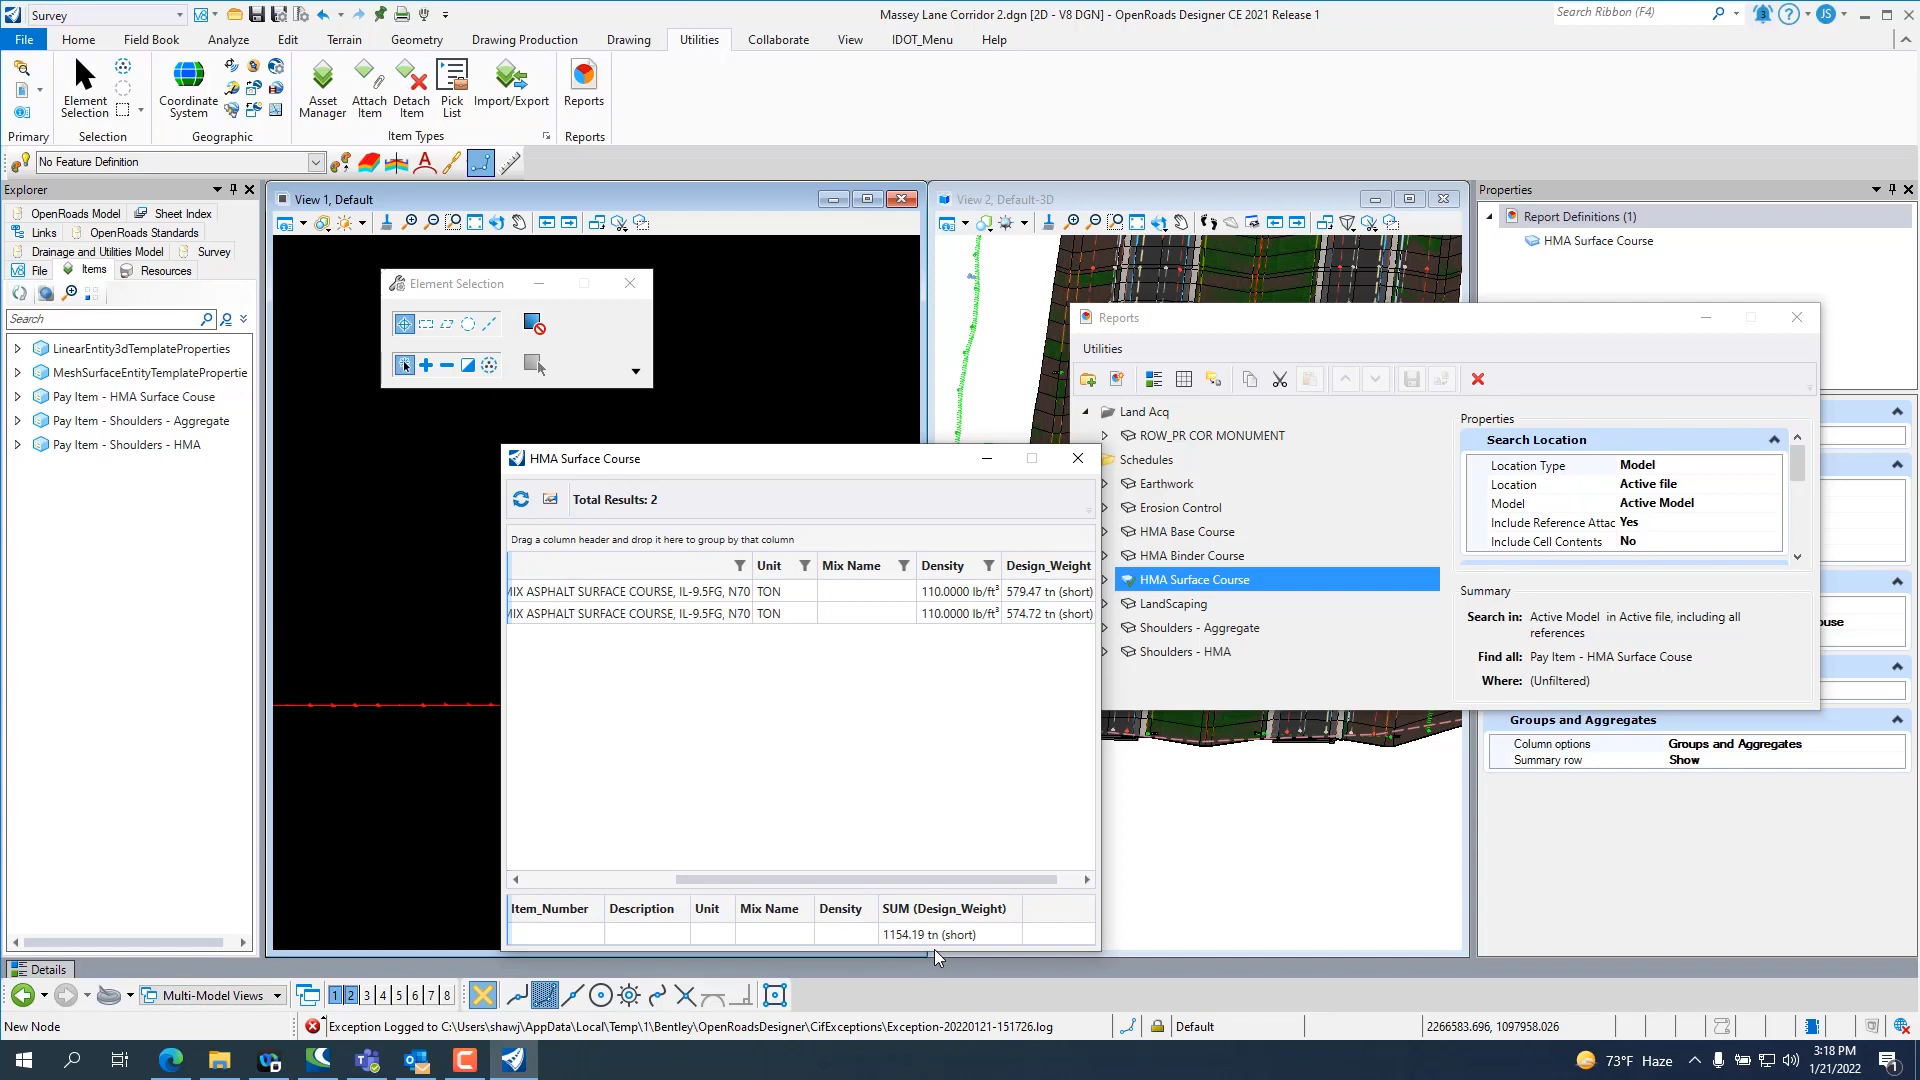 Survey
Massey Lane Corridor 2.dgn [2D - V8 DGN] - OpenRoads Designer CE 2021 Release 1
Search Ribbon (F4)
JS
File Home Field Book Analyze Edit Terrain Geometry Drawing Production Drawing Utilities Collaborate View IDOT_Menu Help
Element Selection
Coordinate System
Asset Manager
Attach Item
Detach Item
Pick List
Import/Export
Reports
Primary Selection Geographic Item Types Reports
No Feature Definition
Explorer
OpenRoads Model Sheet Index
Links OpenRoads Standards
Drainage and Utilities Model Survey
File Items Resources
Search
LinearEntity3dTemplateProperties
MeshSurfaceEntityTemplatePropertie
Pay Item - HMA Surface Couse
Pay Item - Shoulders - Aggregate
Pay Item - Shoulders - HMA
Details
View 1, Default
View 2, Default-3D
Element Selection
HMA Surface Course
Total Results: 2
Drag a column header and drop it here to group by that column
Unit Mix Name Density Design_Weight
MIX ASPHALT SURFACE COURSE, IL-9.5FG, N70 TON 110.0000 lb/ft³ 579.47 tn (short)
MIX ASPHALT SURFACE COURSE, IL-9.5FG, N70 TON 110.0000 lb/ft³ 574.72 tn (short)
Item_Number Description Unit Mix Name Density SUM (Design_Weight)
1154.19 tn (short)
Reports
Utilities
Land Acq
ROW_PR COR MONUMENT
Schedules
Earthwork
Erosion Control
HMA Base Course
HMA Binder Course
HMA Surface Course
LandScaping
Shoulders - Aggregate
Shoulders - HMA
Properties
Search Location
Location Type Model
Location Active file
Model Active Model
Include Reference Attac Yes
Include Cell Contents No
Summary
Search in: Active Model in Active file, including all
references
Find all: Pay Item - HMA Surface Couse
Where: (Unfiltered)
Properties
Report Definitions (1)
HMA Surface Course
ouse
Groups and Aggregates
Column options Groups and Aggregates
Summary row Show
Multi-Model Views
1 2 3 4 5 6 7 8
New Node
Exception Logged to C:\Users\shawj\AppData\Local\Temp\1\Bentley\OpenRoadsDesigner\CifExceptions\Exception-20220121-151726.log
Default
2266583.696, 1097958.026
73°F Haze
3:18 PM
1/21/2022
1